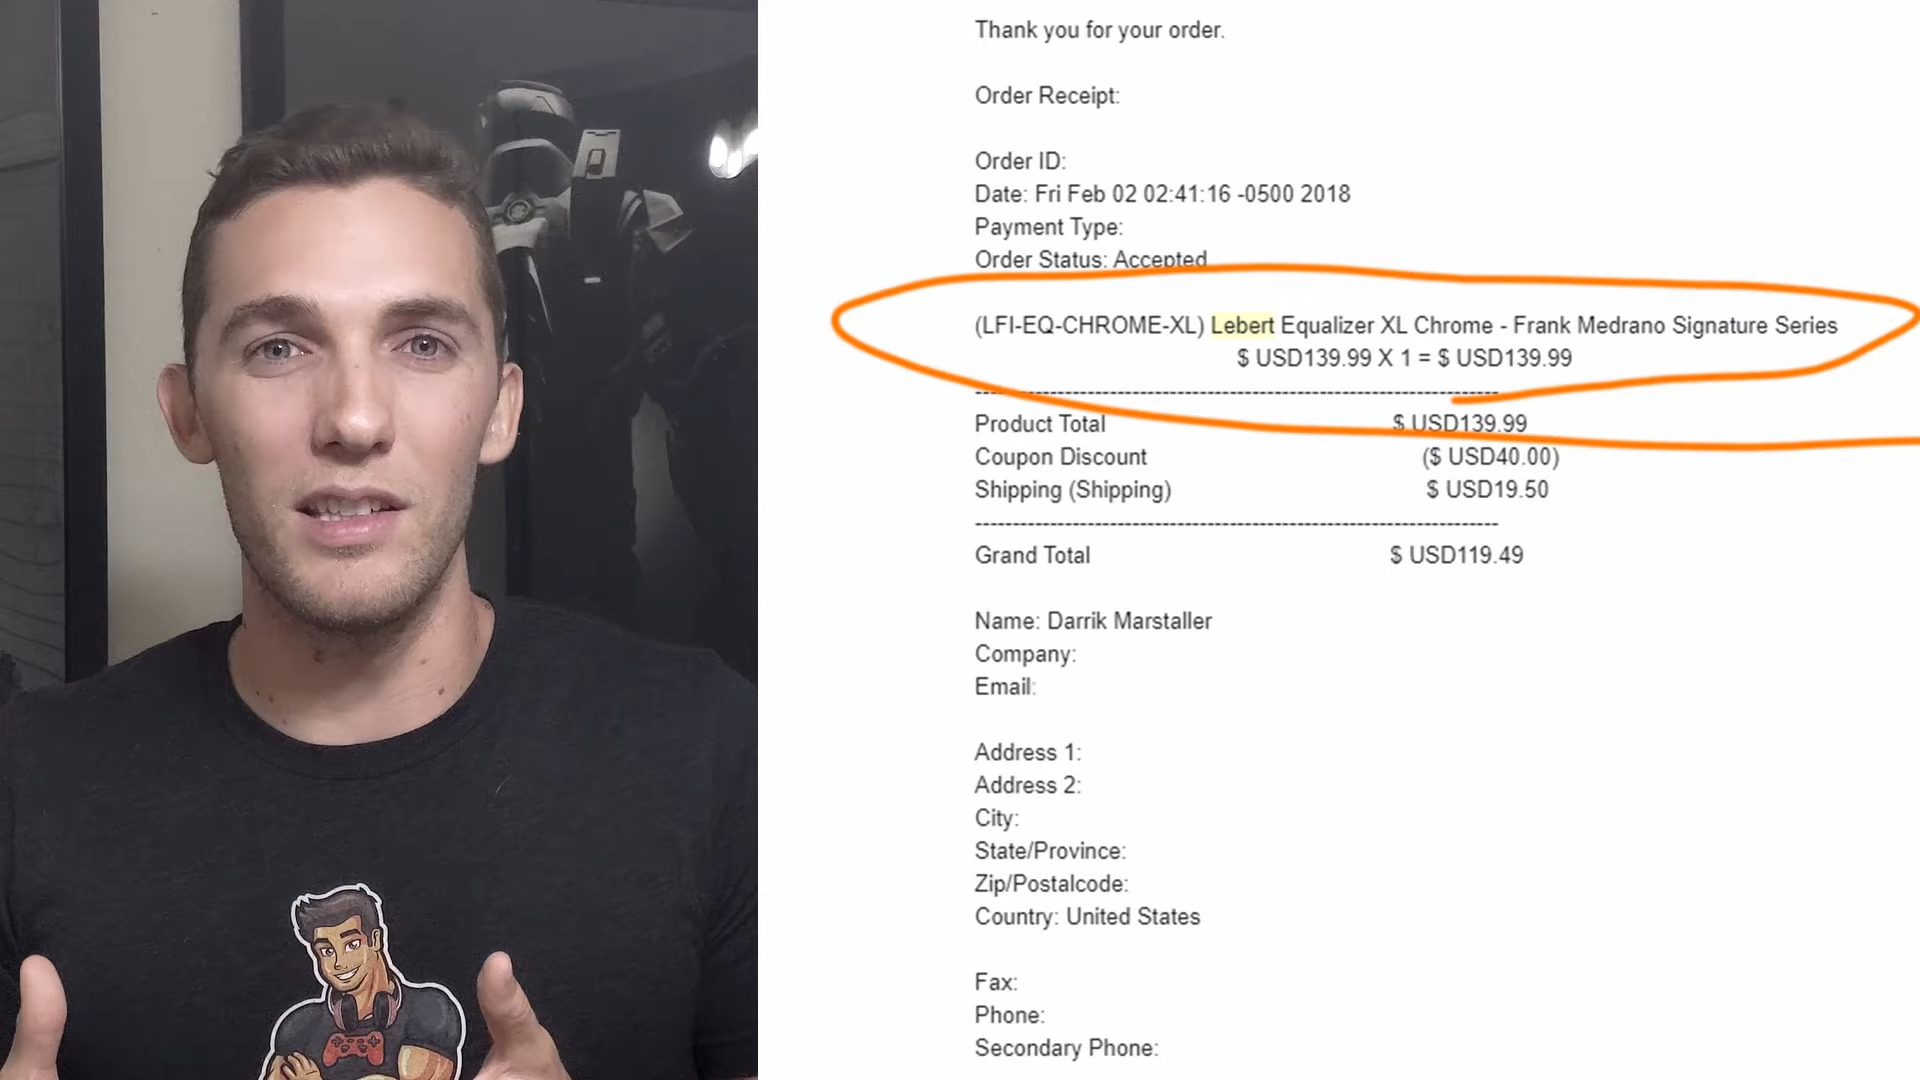 Thank you for your order.
Order Receipt:
Order ID:
Date: Fri Feb 02 02:41:16 -0500 2018
Payment Type:
Order Status: Accepted
(LFI-EQ-CHROME-XL) Lebert Equalizer XL Chrome - Frank Medrano Signature Series
$ USD139.99 X 1 = $ USD139.99
--------------------------------------------------------------------
Product Total $ USD139.99
Coupon Discount ($ USD40.00)
Shipping (Shipping) $ USD19.50
--------------------------------------------------------------------
Grand Total $ USD119.49
Name: Darrik Marstaller
Company:
Email:
Address 1:
Address 2:
City:
State/Province:
Zip/Postalcode:
Country: United States
Fax:
Phone:
Secondary Phone: